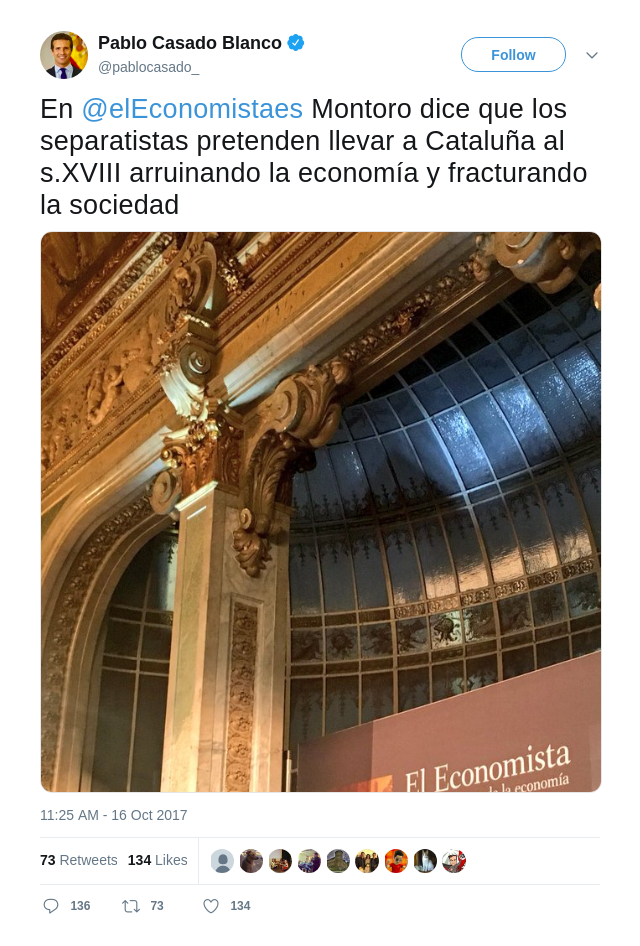 Pablo Casado Blanco
@pablocasado_
Follow
En @elEconomistaes Montoro dice que los
separatistas pretenden llevar a Cataluña al
s.XVIII arruinando la economía y fracturando
la sociedad
El Economista
la economía
11:25 AM - 16 Oct 2017
73 Retweets 134 Likes
136 73 134